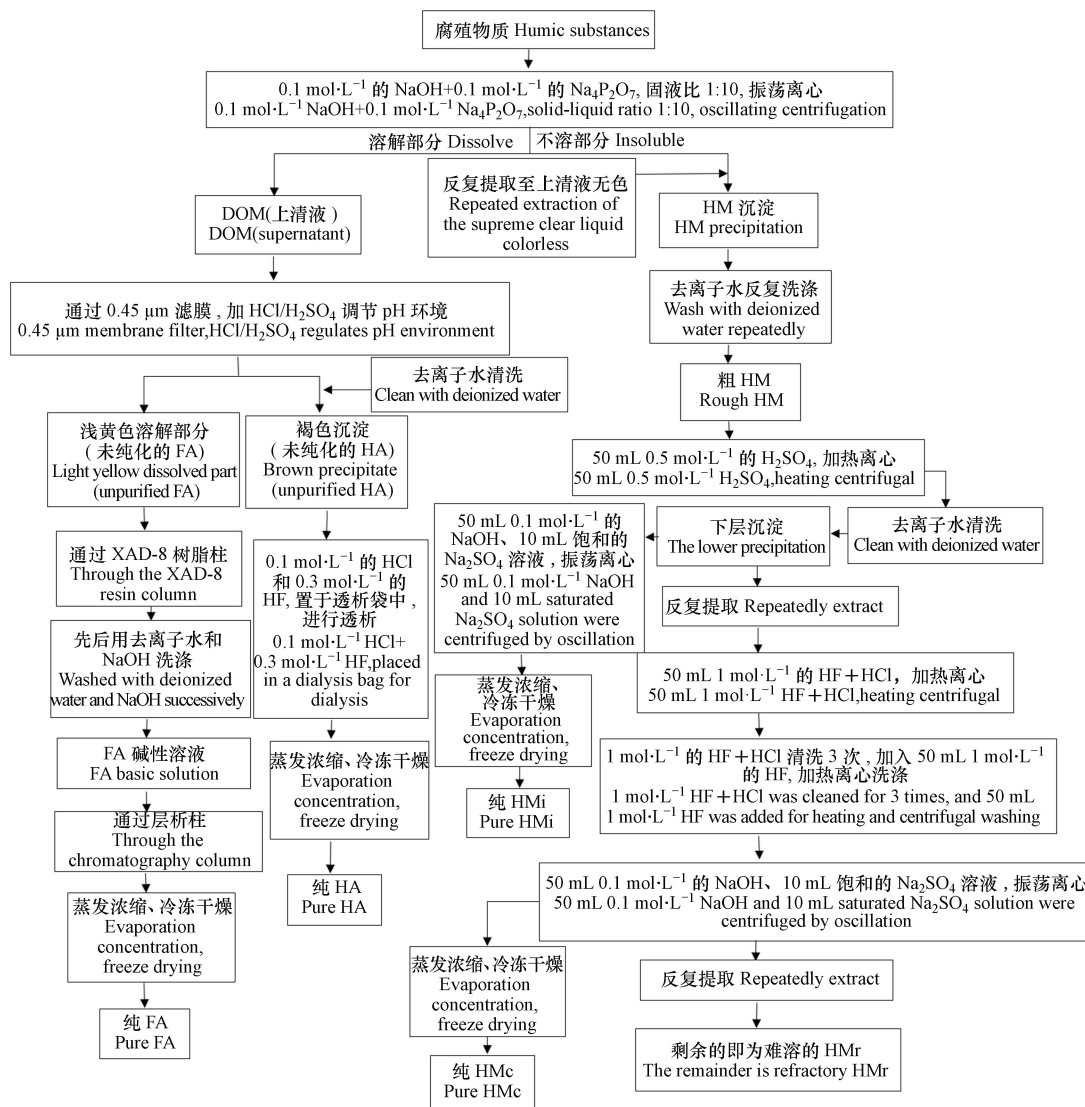 腐殖物质 Humic substances
0.1 mol·L⁻¹ 的 NaOH+0.1 mol·L⁻¹ 的 Na₄P₂O₇, 固液比 1:10, 振荡离心
0.1 mol·L⁻¹ NaOH+0.1 mol·L⁻¹ Na₄P₂O₇,solid-liquid ratio 1:10, oscillating centrifugation
溶解部分 Dissolve
不溶部分 Insoluble
反复提取至上清液无色
Repeated extraction of
the supreme clear liquid
colorless
DOM(上清液 )
DOM(supernatant)
HM 沉淀
HM precipitation
通过 0.45 μm 滤膜 , 加 HCl/H₂SO₄ 调节 pH 环境
0.45 μm membrane filter,HCl/H₂SO₄ regulates pH environment
去离子水反复洗涤
Wash with deionized
water repeatedly
去离子水清洗
Clean with deionized water
粗 HM
Rough HM
浅黄色溶解部分
( 未纯化的 FA)
Light yellow dissolved part
(unpurified FA)
褐色沉淀
( 未纯化的 HA)
Brown precipitate
(unpurified HA)
50 mL 0.5 mol·L⁻¹ 的 H₂SO₄, 加热离心
50 mL 0.5 mol·L⁻¹ H₂SO₄,heating centrifugal
50 mL 0.1 mol·L⁻¹ 的
NaOH、10 mL 饱和的
Na₂SO₄ 溶液 , 振荡离心
50 mL 0.1 mol·L⁻¹ NaOH
and 10 mL saturated
Na₂SO₄ solution were
centrifuged by oscillation
下层沉淀
The lower precipitation
去离子水清洗
Clean with deionized water
通过 XAD-8 树脂柱
Through the XAD-8
resin column
0.1 mol·L⁻¹ 的 HCl
和 0.3 mol·L⁻¹ 的
HF, 置于透析袋中 ,
进行透析
0.1 mol·L⁻¹ HCl+
0.3 mol·L⁻¹ HF,placed
in a dialysis bag for
dialysis
反复提取 Repeatedly extract
先后用去离子水和
NaOH 洗涤
Washed with deionized
water and NaOH successively
50 mL 1 mol·L⁻¹ 的 HF＋HCl，加热离心
50 mL 1 mol·L⁻¹ HF＋HCl,heating centrifugal
蒸发浓缩、
冷冻干燥
Evaporation
concentration,
freeze drying
FA 碱性溶液
FA basic solution
蒸发浓缩、冷冻干燥
Evaporation
concentration,
freeze drying
1 mol·L⁻¹ 的 HF＋HCl 清洗 3 次 , 加入 50 mL 1 mol·L⁻¹
的 HF, 加热离心洗涤
1 mol·L⁻¹ HF＋HCl was cleaned for 3 times, and 50 mL
1 mol·L⁻¹ HF was added for heating and centrifugal washing
纯 HMi
Pure HMi
通过层析柱
Through the
chromatography column
纯 HA
Pure HA
50 mL 0.1 mol·L⁻¹ 的 NaOH、10 mL 饱和的 Na₂SO₄ 溶液 , 振荡离心
50 mL 0.1 mol·L⁻¹ NaOH and 10 mL saturated Na₂SO₄ solution were
centrifuged by oscillation
蒸发浓缩、冷冻干燥
Evaporation
concentration,
freeze drying
蒸发浓缩、冷冻干燥
Evaporation
concentration,
freeze drying
反复提取 Repeatedly extract
纯 FA
Pure FA
纯 HMc
Pure HMc
剩余的即为难溶的 HMr
The remainder is refractory HMr